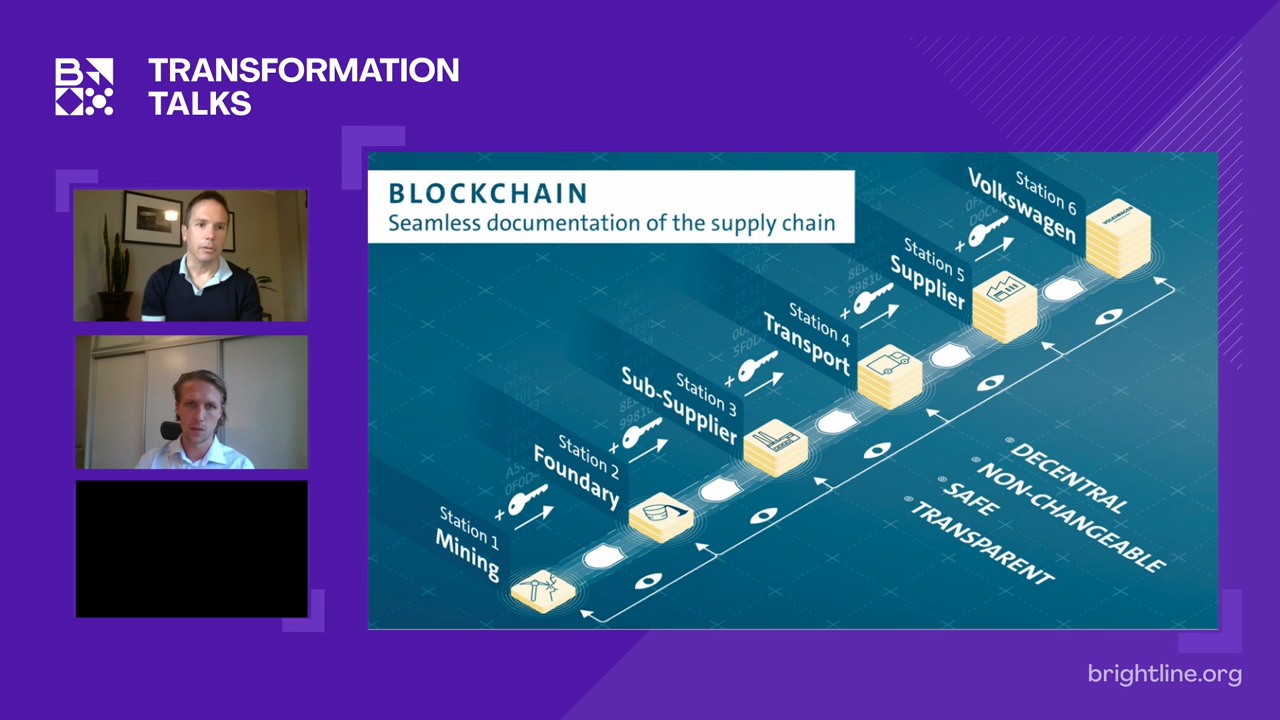 TRANSFORMATION
TALKS
BLOCKCHAIN
Seamless documentation of the supply chain
Station 6
Volkswagen
VOLKSWAGEN
Station 5
Supplier
Station 4
Transport
Station 3
Sub-Supplier
Station 2
Foundary
Station 1
Mining
DECENTRAL
NON-CHANGEABLE
SAFE
TRANSPARENT
brightline.org